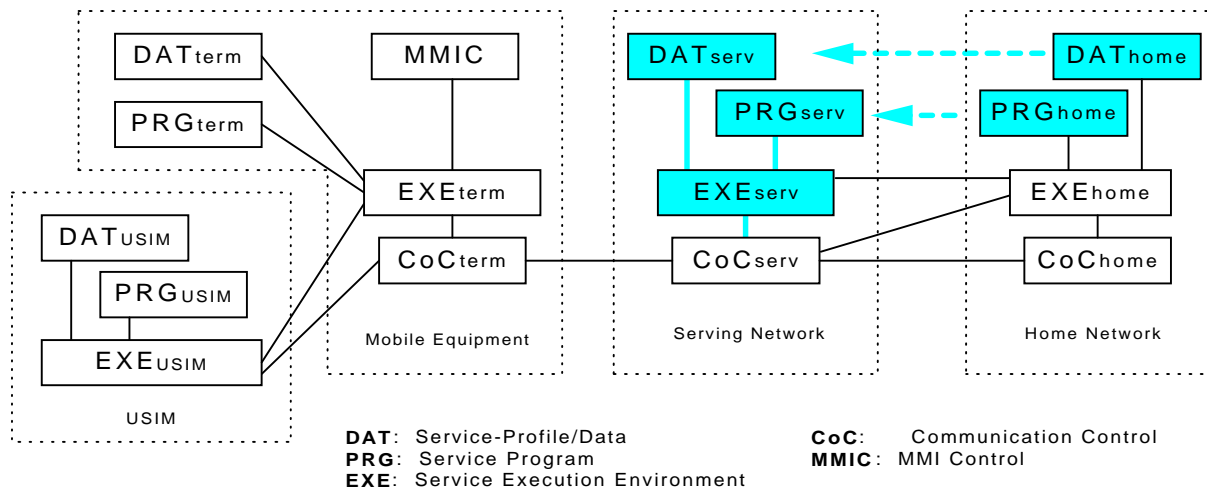 DATterm
MMIC
DATserv
DAThome
PRGterm
PRGserv
PRGhome
EXEterm
EXEserv
EXEhome
DATUSIM
CoCterm
CoCserv
CoChome
PRGUSIM
EXEUSIM
Mobile Equipment
Serving Network
Home Network
USIM
DAT: Service-Profile/Data
PRG: Service Program
EXE: Service Execution Environment
CoC: Communication Control
MMIC: MMI Control